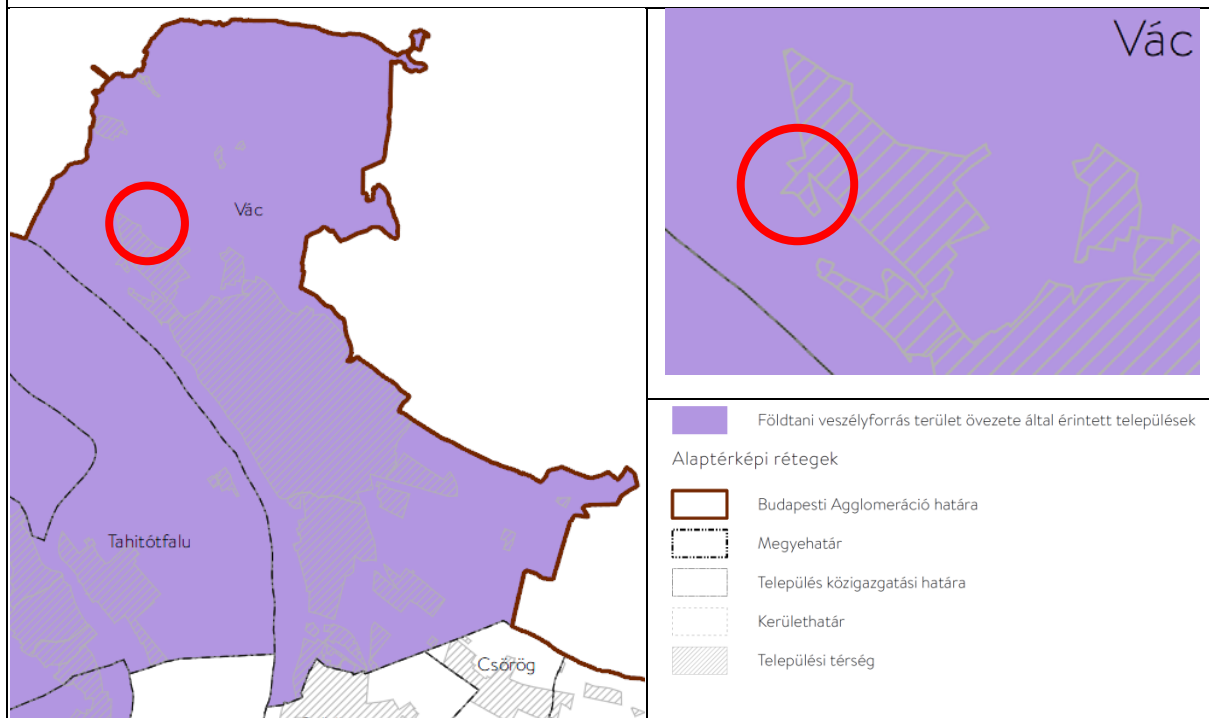 Vác
Tahitótfalu
Csörög
Vác
Földtani veszélyforrás terület övezete által érintett települések
Alaptérképi rétegek
Budapesti Agglomeráció határa
Megyehatár
Település közigazgatási határa
Kerülethatár
Települési térség